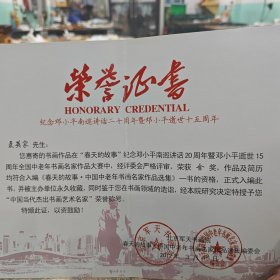 荣誉证书
HONORARY CREDENTIAL
纪念邓小平南巡讲话二十周年暨邓小平逝世十五周年
先生:
您惠寄的书画作品在“春天的故事”纪念邓小平南巡讲话20周年暨邓小平逝世15
周年全国中老年书画名家作品大赛中,经评委会严格评审,荣获 金 奖,作品及简历
均符合入编《春天的故事·中国中老年书画名家作品选集》一书的资格,正式入编此
书,并被主办单位永久收藏,同时鉴于您在书画领域的造诣,经本院研究决定特授予您
“中国当代杰出书画艺术家”荣誉称号。
特颁此证,以资鼓励!